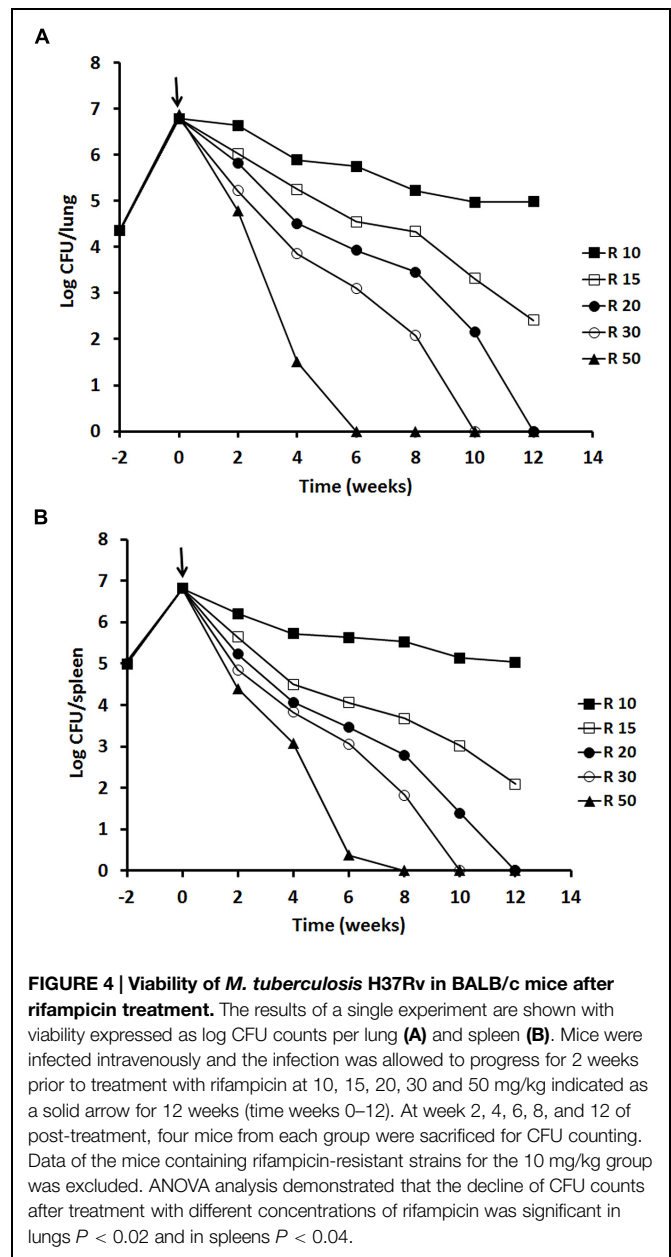 A
8
7
6
5
4
3
2
1
0
Log CFU/lung
-2 0 2 4 6 8 10 12 14
Time (weeks)
R 10
R 15
R 20
R 30
R 50
B
8
7
6
5
4
3
2
1
0
Log CFU/spleen
-2 0 2 4 6 8 10 12 14
Time (weeks)
R 10
R 15
R 20
R 30
R 50
FIGURE 4 | Viability of M. tuberculosis H37Rv in BALB/c mice after
rifampicin treatment. The results of a single experiment are shown with
viability expressed as log CFU counts per lung (A) and spleen (B). Mice were
infected intravenously and the infection was allowed to progress for 2 weeks
prior to treatment with rifampicin at 10, 15, 20, 30 and 50 mg/kg indicated as
a solid arrow for 12 weeks (time weeks 0–12). At week 2, 4, 6, 8, and 12 of
post-treatment, four mice from each group were sacrificed for CFU counting.
Data of the mice containing rifampicin-resistant strains for the 10 mg/kg group
was excluded. ANOVA analysis demonstrated that the decline of CFU counts
after treatment with different concentrations of rifampicin was significant in
lungs P < 0.02 and in spleens P < 0.04.